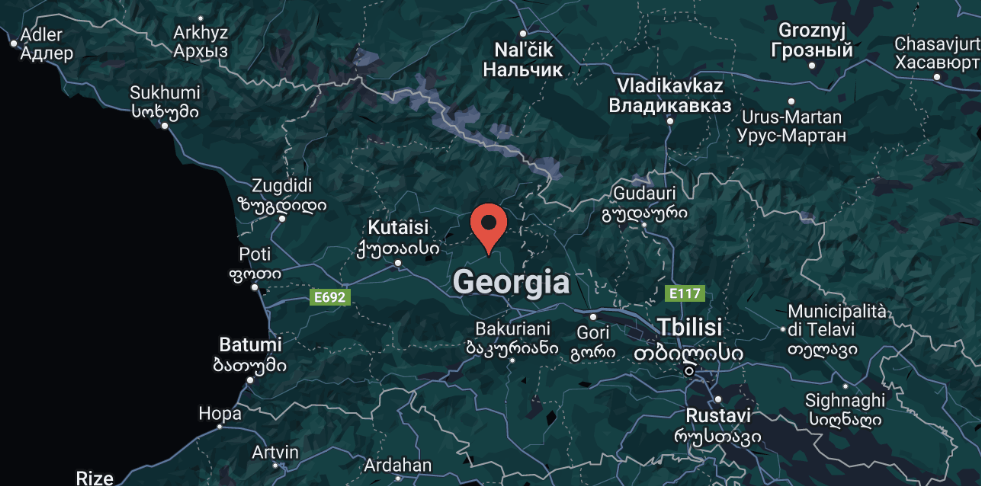 Adler
Адлер
Arkhyz
Архыз
Nal'čik
Нальчик
Groznyj
Грозный
Chasavjurt
Хасавюрт
Sukhumi
სოხუმი
Vladikavkaz
Владикавказ
Urus-Martan
Урус-Мартан
Zugdidi
ზუგდიდი
Gudauri
გუდაური
Kutaisi
ქუთაისი
Poti
ფოთი
Georgia
E692
E117
Bakuriani
ბაკურიანი
Gori
გორი
Tbilisi
თბილისი
Municipalità
di Telavi
თელავი
Batumi
ბათუმი
Hopa
Sighnaghi
სიღნაღი
Rustavi
რუსთავი
Artvin
Ardahan
Rize